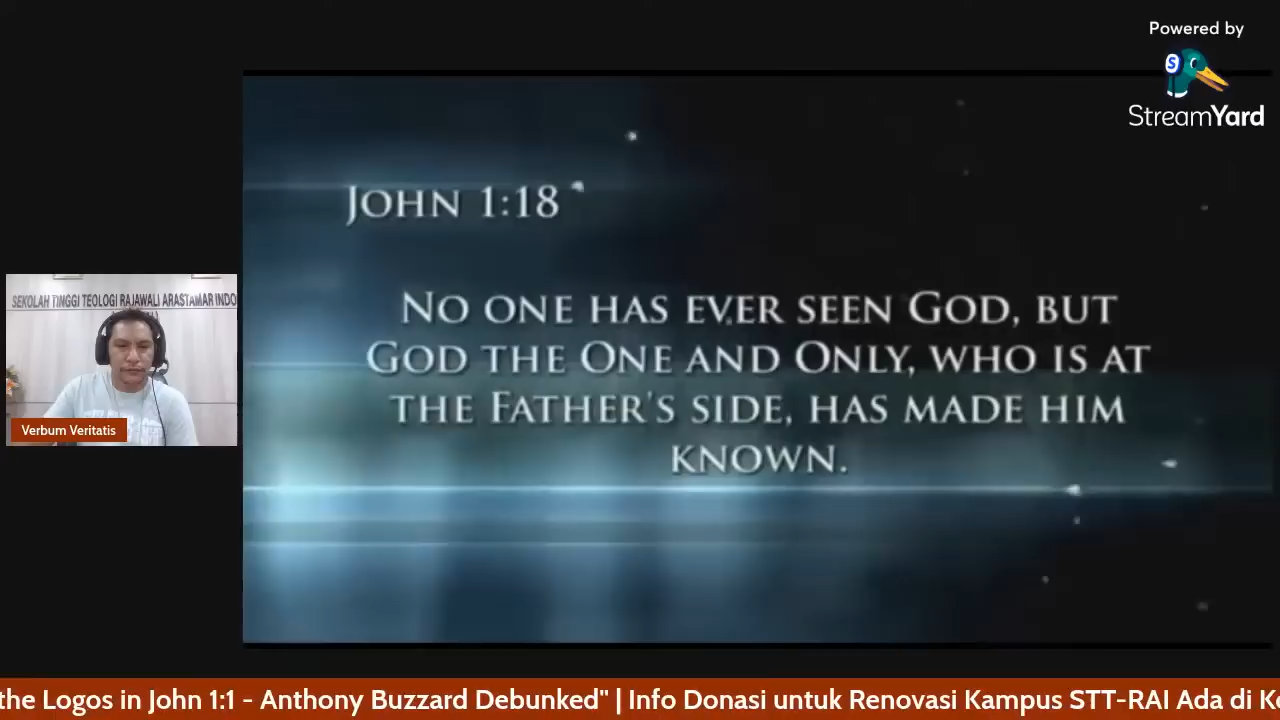 Powered by
StreamYard
JOHN 1:18
NO ONE HAS EVER SEEN GOD, BUT
GOD THE ONE AND ONLY, WHO IS AT
THE FATHER'S SIDE, HAS MADE HIM
KNOWN.
SEKOLAH TINGGI TEOLOGI RAJAWALI ARASTAMAR INDO
Verbum Veritatis
the Logos in John 1:1 - Anthony Buzzard Debunked" | Info Donasi untuk Renovasi Kampus STT-RAI Ada di K